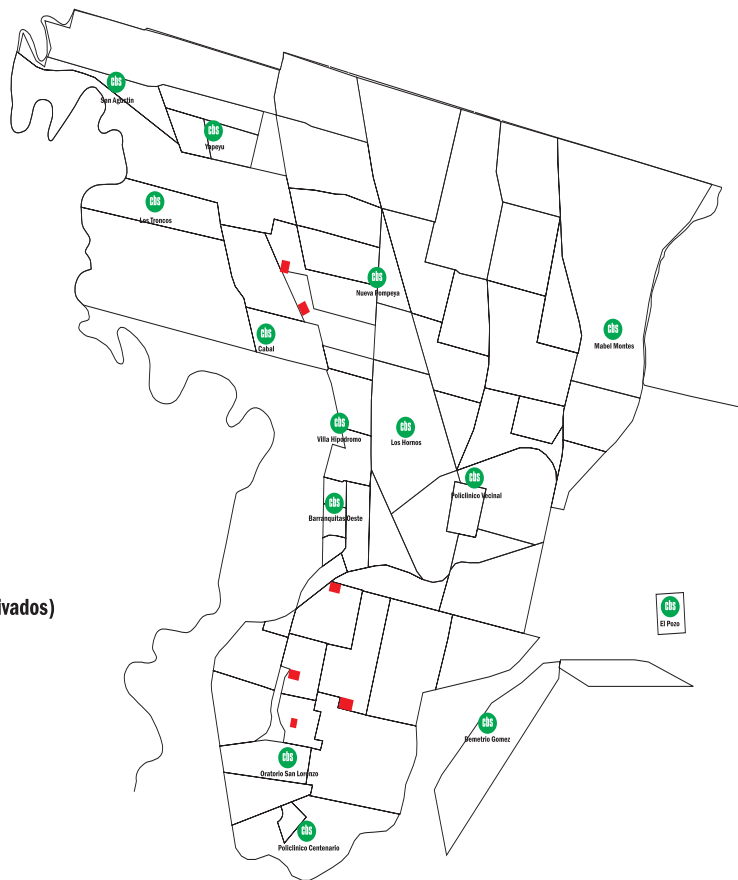 cbs
San Agustin
cbs
Yapeyu
cbs
Los Troncos
cbs
Nueva Pompeya
cbs
Cabal
cbs
Mabel Montes
cbs
Villa Hipodromo
cbs
Los Hornos
cbs
Policlinico Vecinal
cbs
Barranquitas Oeste
ivados)
cbs
El Pozo
cbs
Demetrio Gomez
cbs
Oratorio San Lorenzo
cbs
Policlinico Centenario